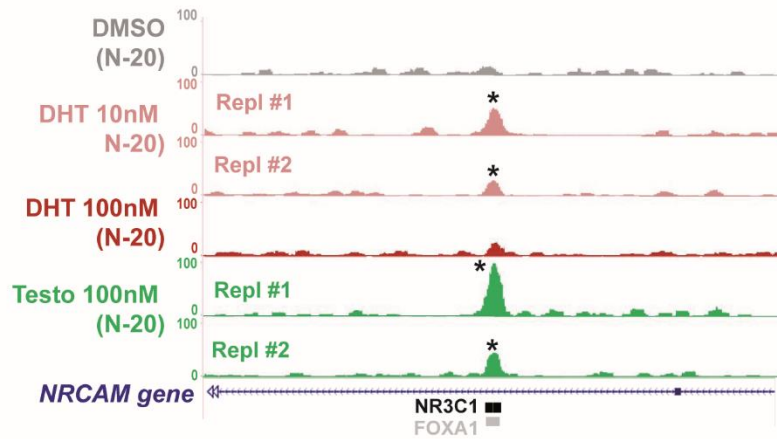 DMSO
(N-20)
100
0
DHT 10nM
N-20)
100
0
Repl #1
*
100
0
Repl #2
*
DHT 100nM
(N-20)
100
0
Testo 100nM
(N-20)
100
0
Repl #1
*
100
0
Repl #2
*
NRCAM gene
NR3C1
FOXA1